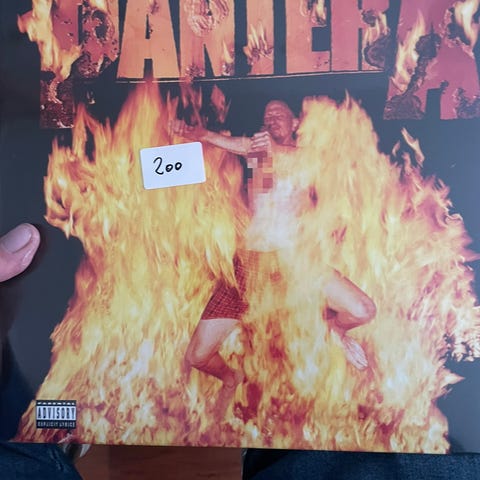 PANTERA
200
PARENTAL
ADVISORY
EXPLICIT LYRICS